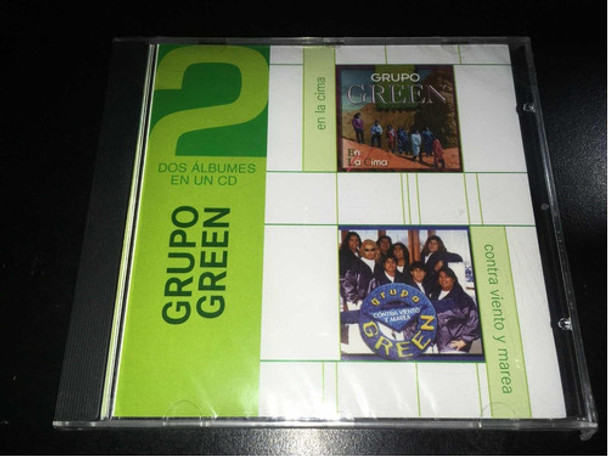 2
DOS ÁLBUMES
EN UN CD
GRUPO
GREEN
en la cima
GRUPO
GREEN
En
La Cima
grupo
CONTRA VIENTO
Y MAREA
GREEN
contra viento y marea